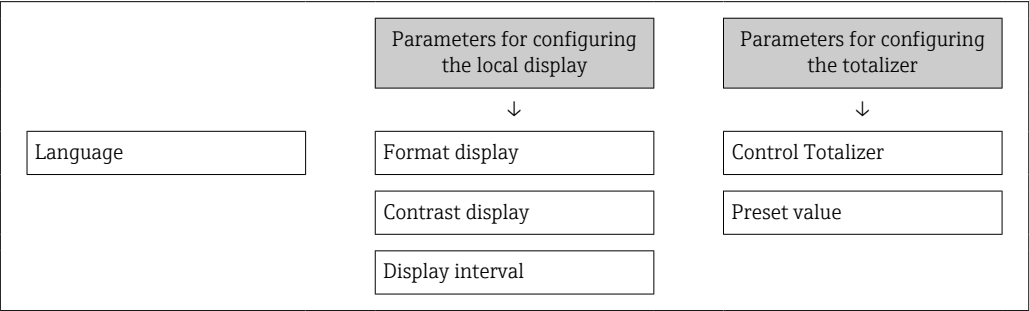 Parameters for configuring
the local display
Parameters for configuring
the totalizer
↓
↓
Language
Format display
Control Totalizer
Contrast display
Preset value
Display interval